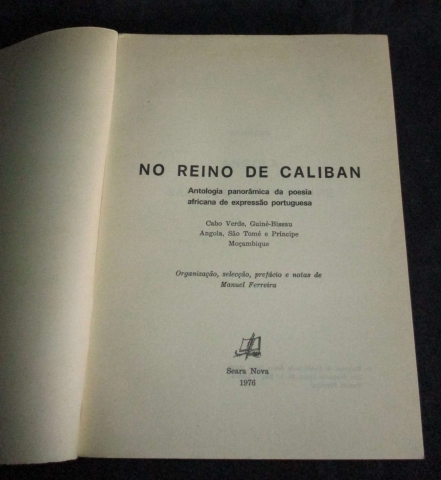 NO REINO DE CALIBAN
Antologia panorâmica da poesia
africana de expressão portuguesa
Cabo Verde, Guiné-Bissau
Angola, São Tomé e Príncipe
Moçambique
Organização, selecção, prefácio e notas de
Manuel Ferreira
Seara Nova
1976